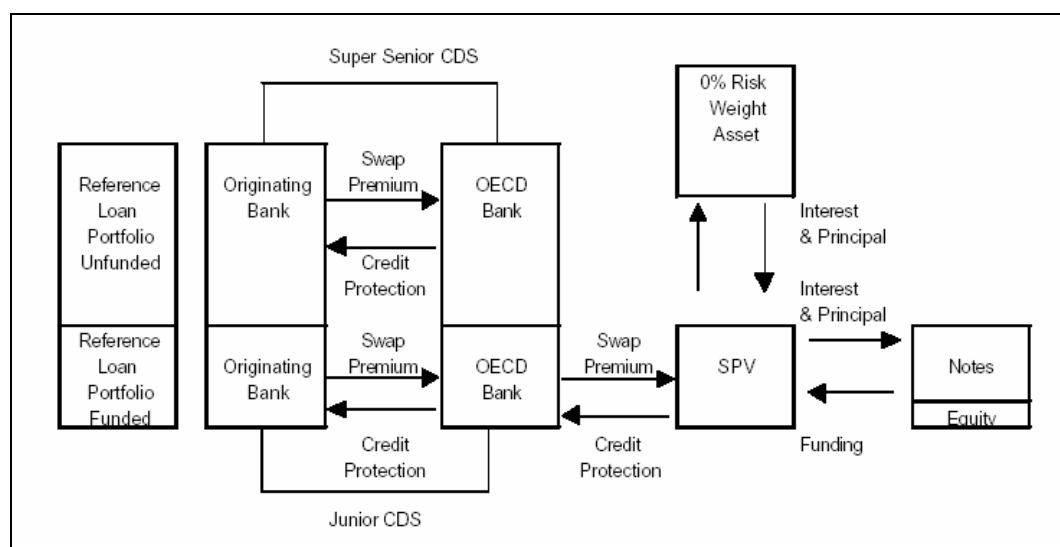 Super Senior CDS
0% Risk
Weight
Asset
Reference
Loan
Portfolio
Unfunded
Originating
Bank
Swap
Premium
OECD
Bank
Credit
Protection
Interest
& Principal
Interest
& Principal
Reference
Loan
Portfolio
Funded
Originating
Bank
Swap
Premium
OECD
Bank
Swap
Premium
SPV
Notes
Equity
Credit
Protection
Credit
Protection
Funding
Junior CDS